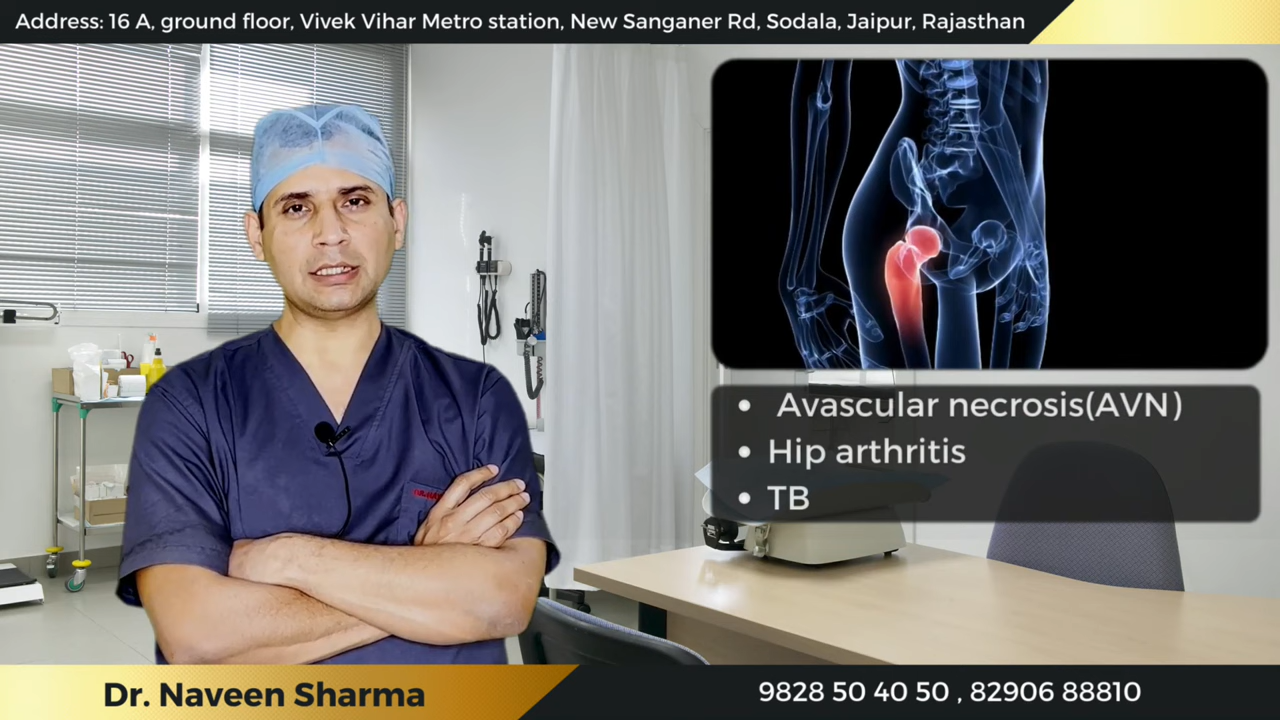 Address: 16 A, ground floor, Vivek Vihar Metro station, New Sanganer Rd, Sodala, Jaipur, Rajasthan
• Avascular necrosis(AVN)
• Hip arthritis
• TB
Dr. Naveen Sharma
9828 50 40 50 , 82906 88810